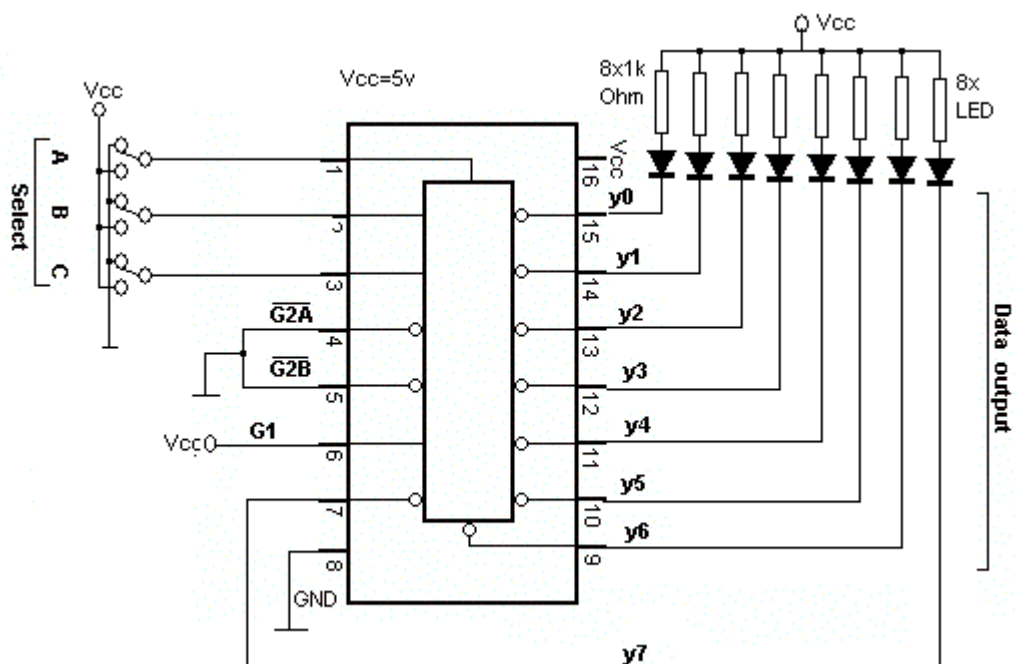 Vcc
Vcc=5v
8x1k
Ohm
8x
LED
Vcc
Select
A
B
C
1
2
3
G2A
4
G2B
5
Vcc
G1
6
7
8
GND
Vcc
16
y0
15
y1
14
y2
13
y3
12
y4
11
y5
10
y6
9
y7
Data output